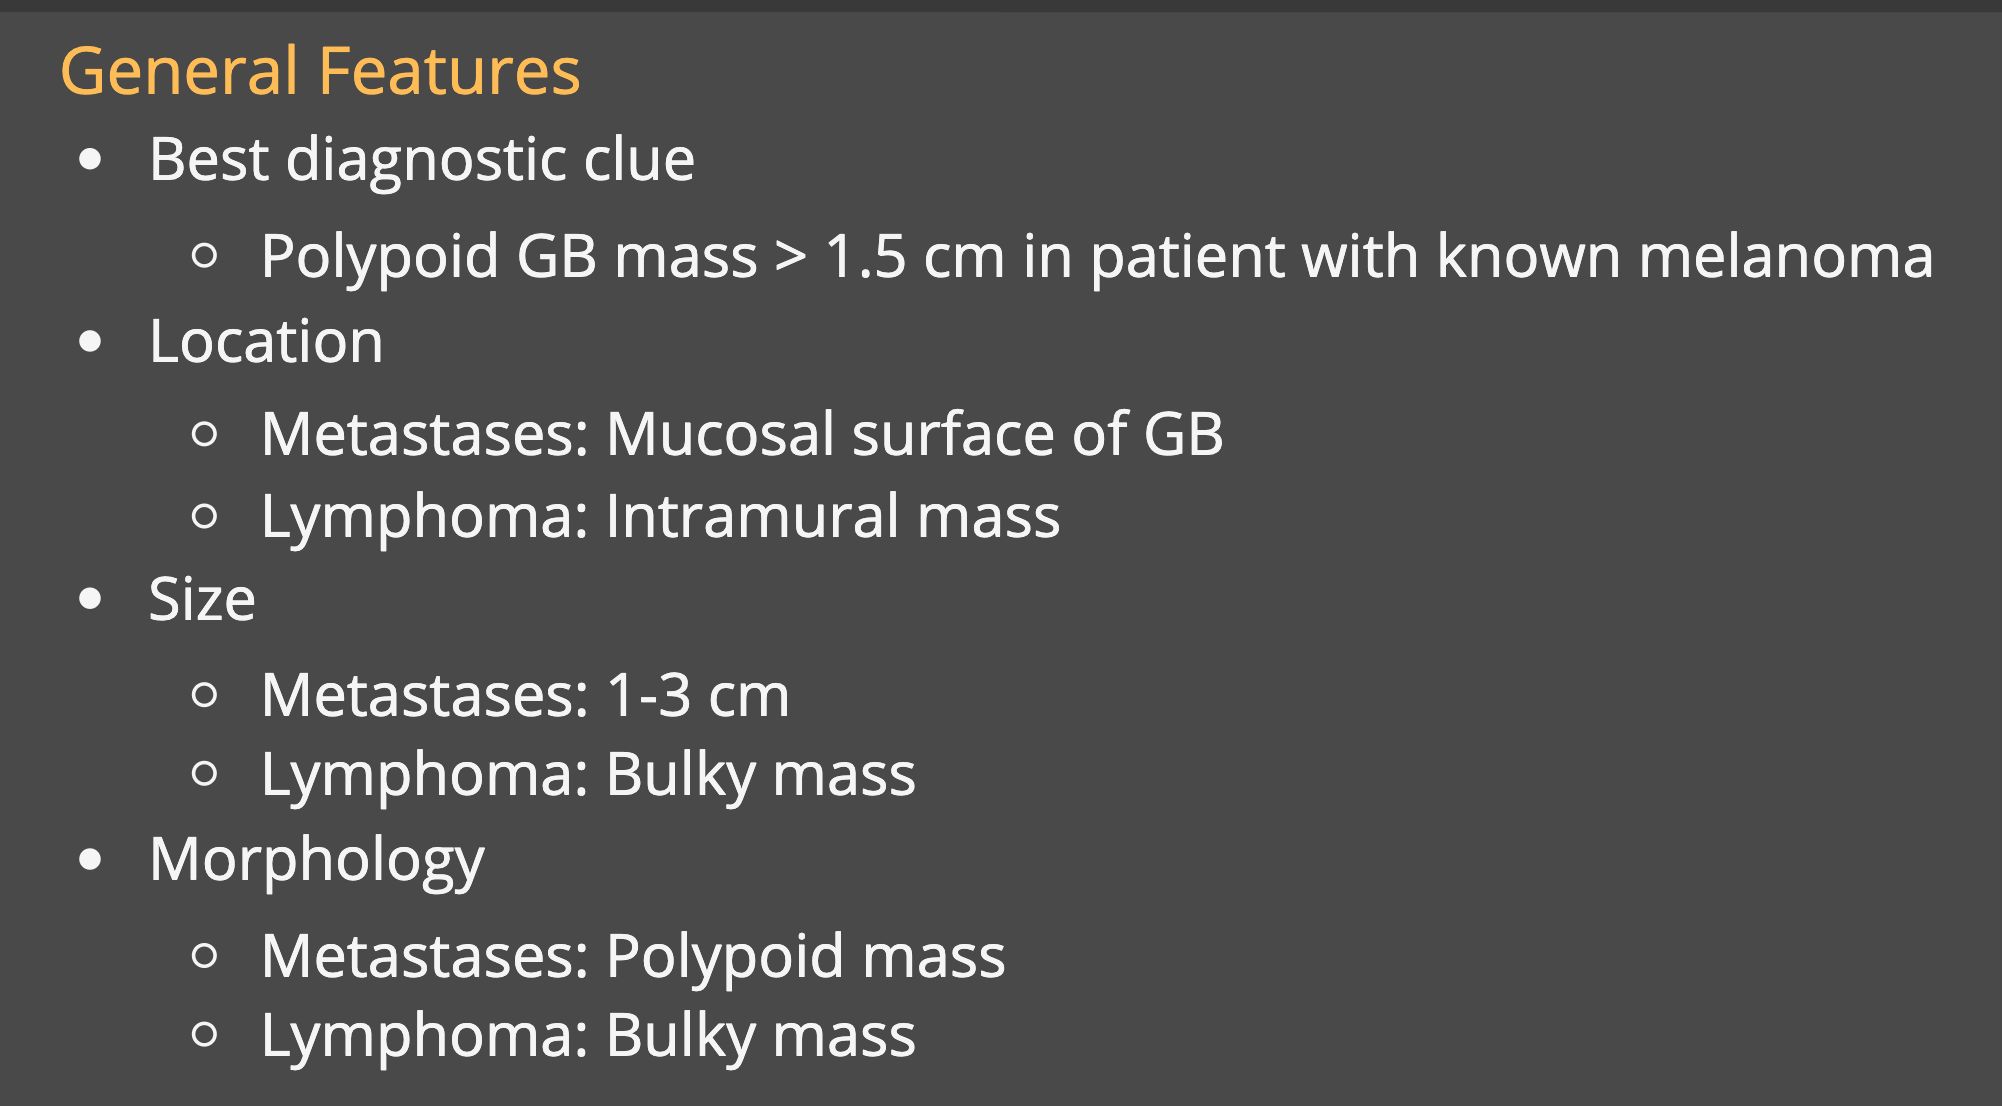 General Features
• Best diagnostic clue
○ Polypoid GB mass > 1.5 cm in patient with known melanoma
• Location
○ Metastases: Mucosal surface of GB
○ Lymphoma: Intramural mass
• Size
○ Metastases: 1-3 cm
○ Lymphoma: Bulky mass
• Morphology
○ Metastases: Polypoid mass
○ Lymphoma: Bulky mass